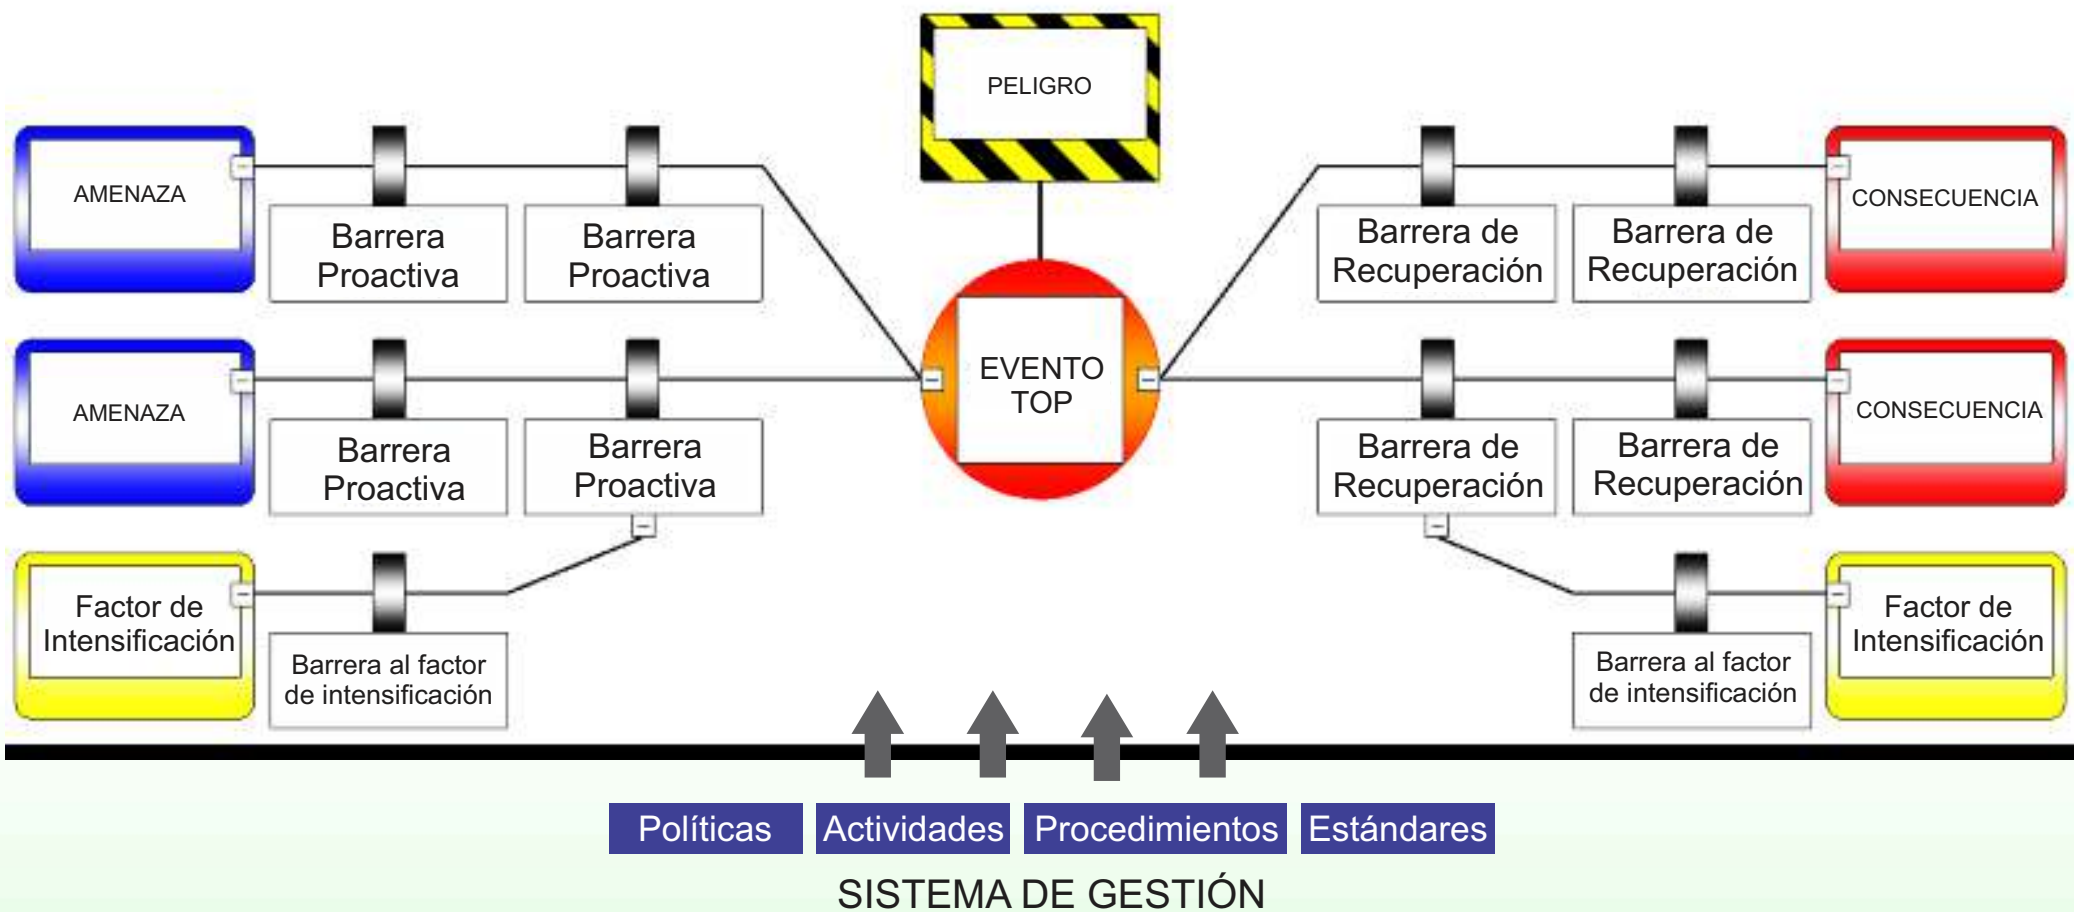 PELIGRO
AMENAZA
Barrera
Proactiva
Barrera
Proactiva
Barrera de
Recuperación
Barrera de
Recuperación
CONSECUENCIA
EVENTO
TOP
AMENAZA
Barrera
Proactiva
Barrera
Proactiva
Barrera de
Recuperación
Barrera de
Recuperación
CONSECUENCIA
Factor de
Intensificación
Barrera al factor
de intensificación
Barrera al factor
de intensificación
Factor de
Intensificación
Políticas
Actividades
Procedimientos
Estándares
SISTEMA DE GESTIÓN